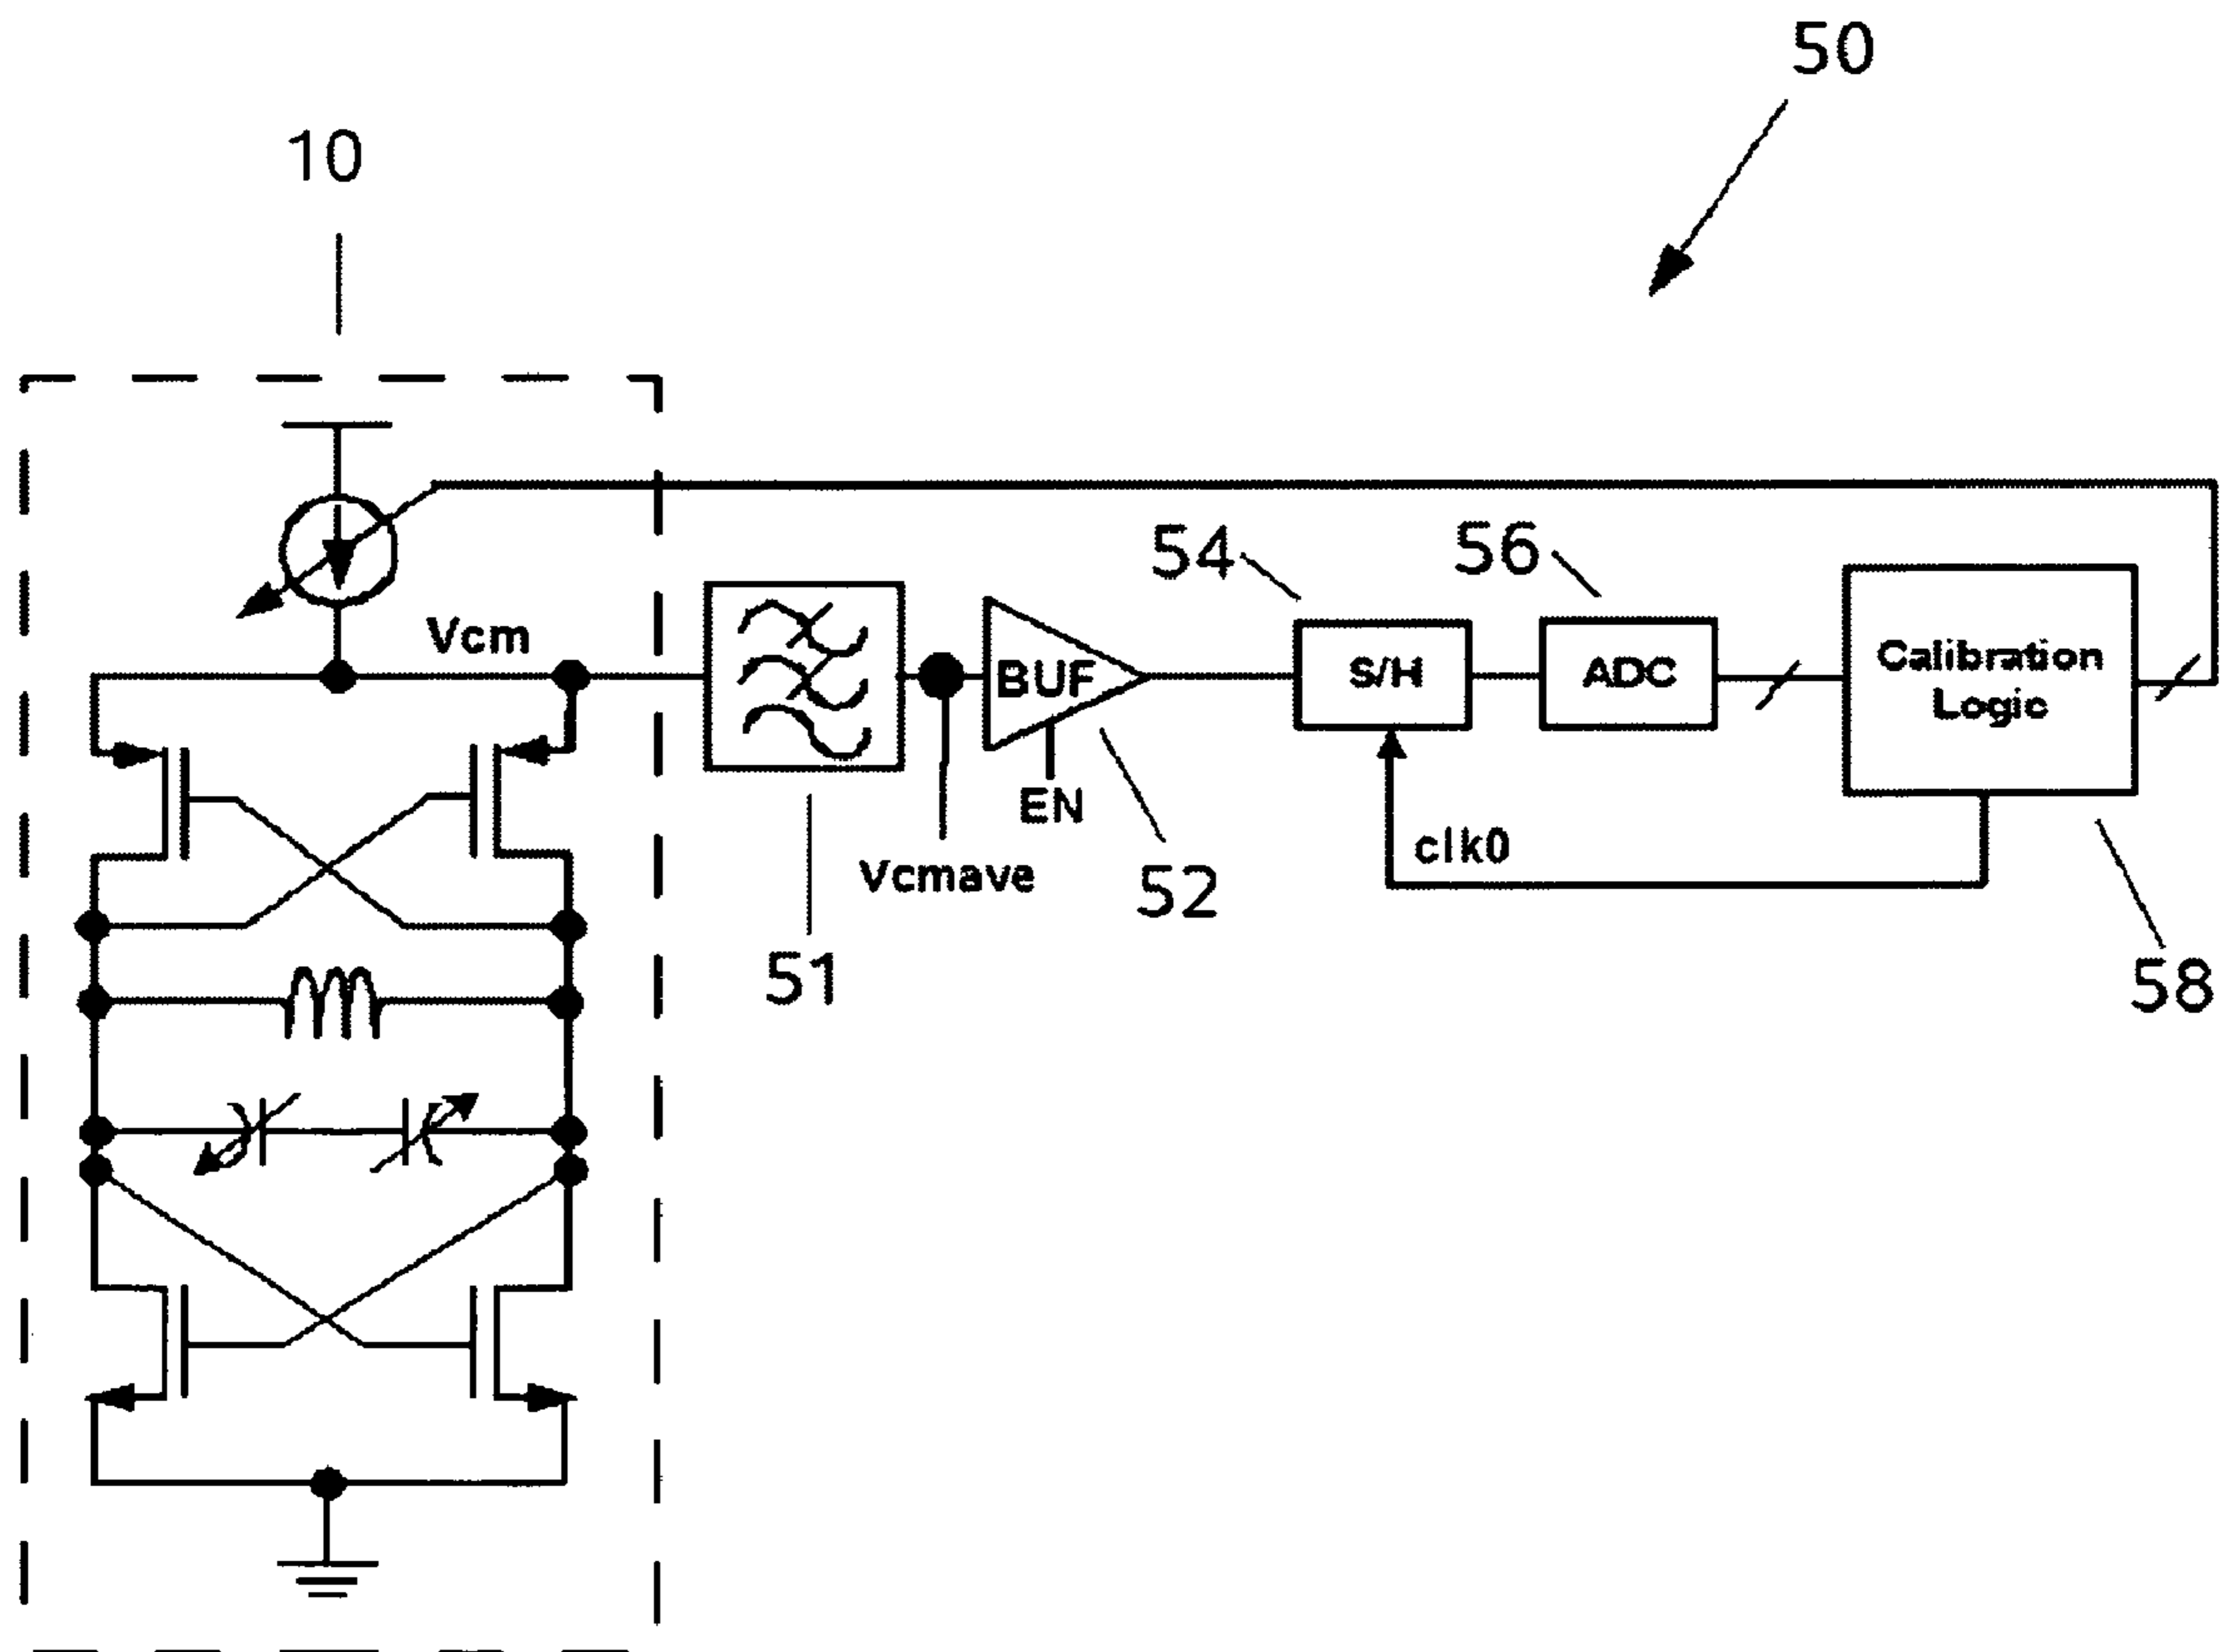 50
10
54
56
Vcm
BUF
S/H
ADC
Calibration
Logic
EN
clk0
Vcmave
52
51
58